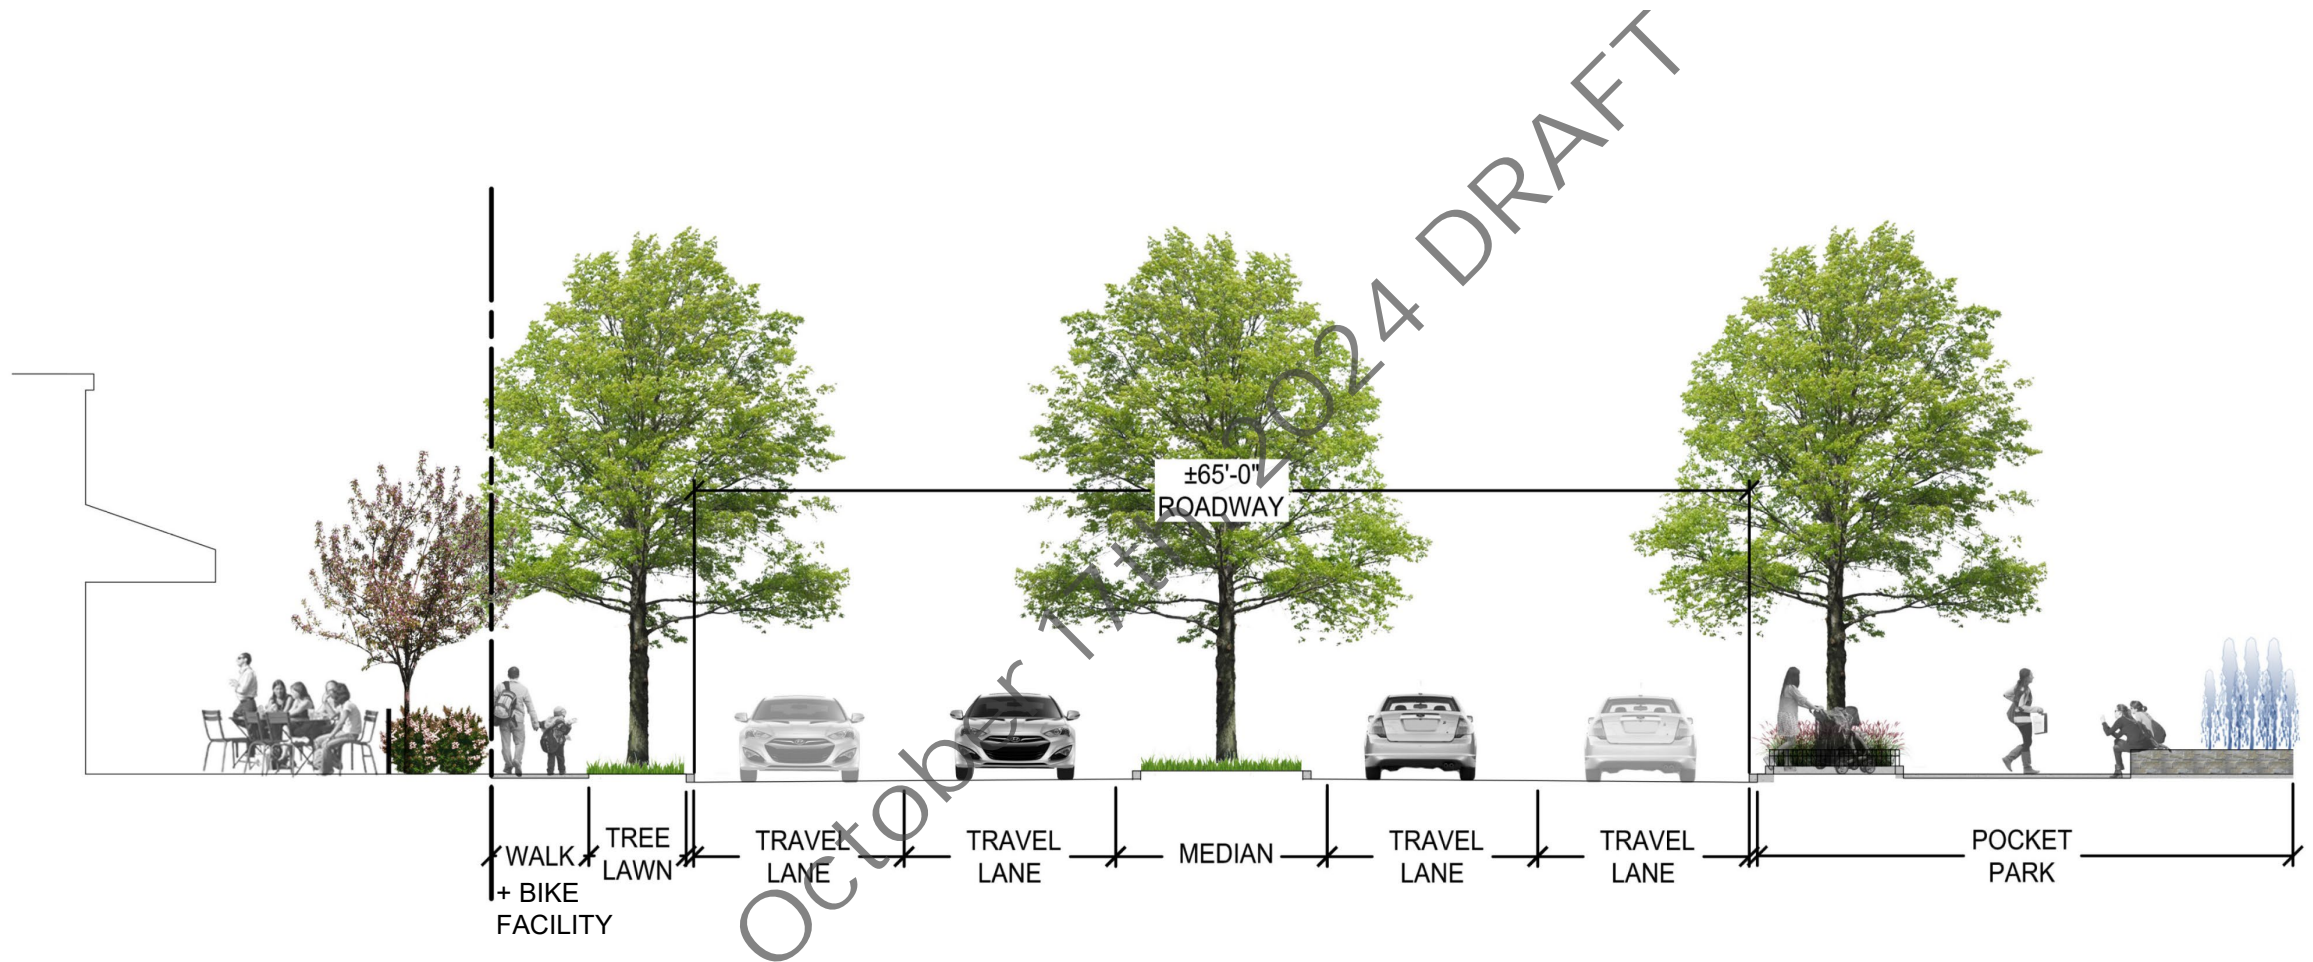 October 17th, 2024 DRAFT
±65'-0"
ROADWAY
WALK
+ BIKE
FACILITY
TREE
LAWN
TRAVEL
LANE
TRAVEL
LANE
MEDIAN
TRAVEL
LANE
TRAVEL
LANE
POCKET
PARK